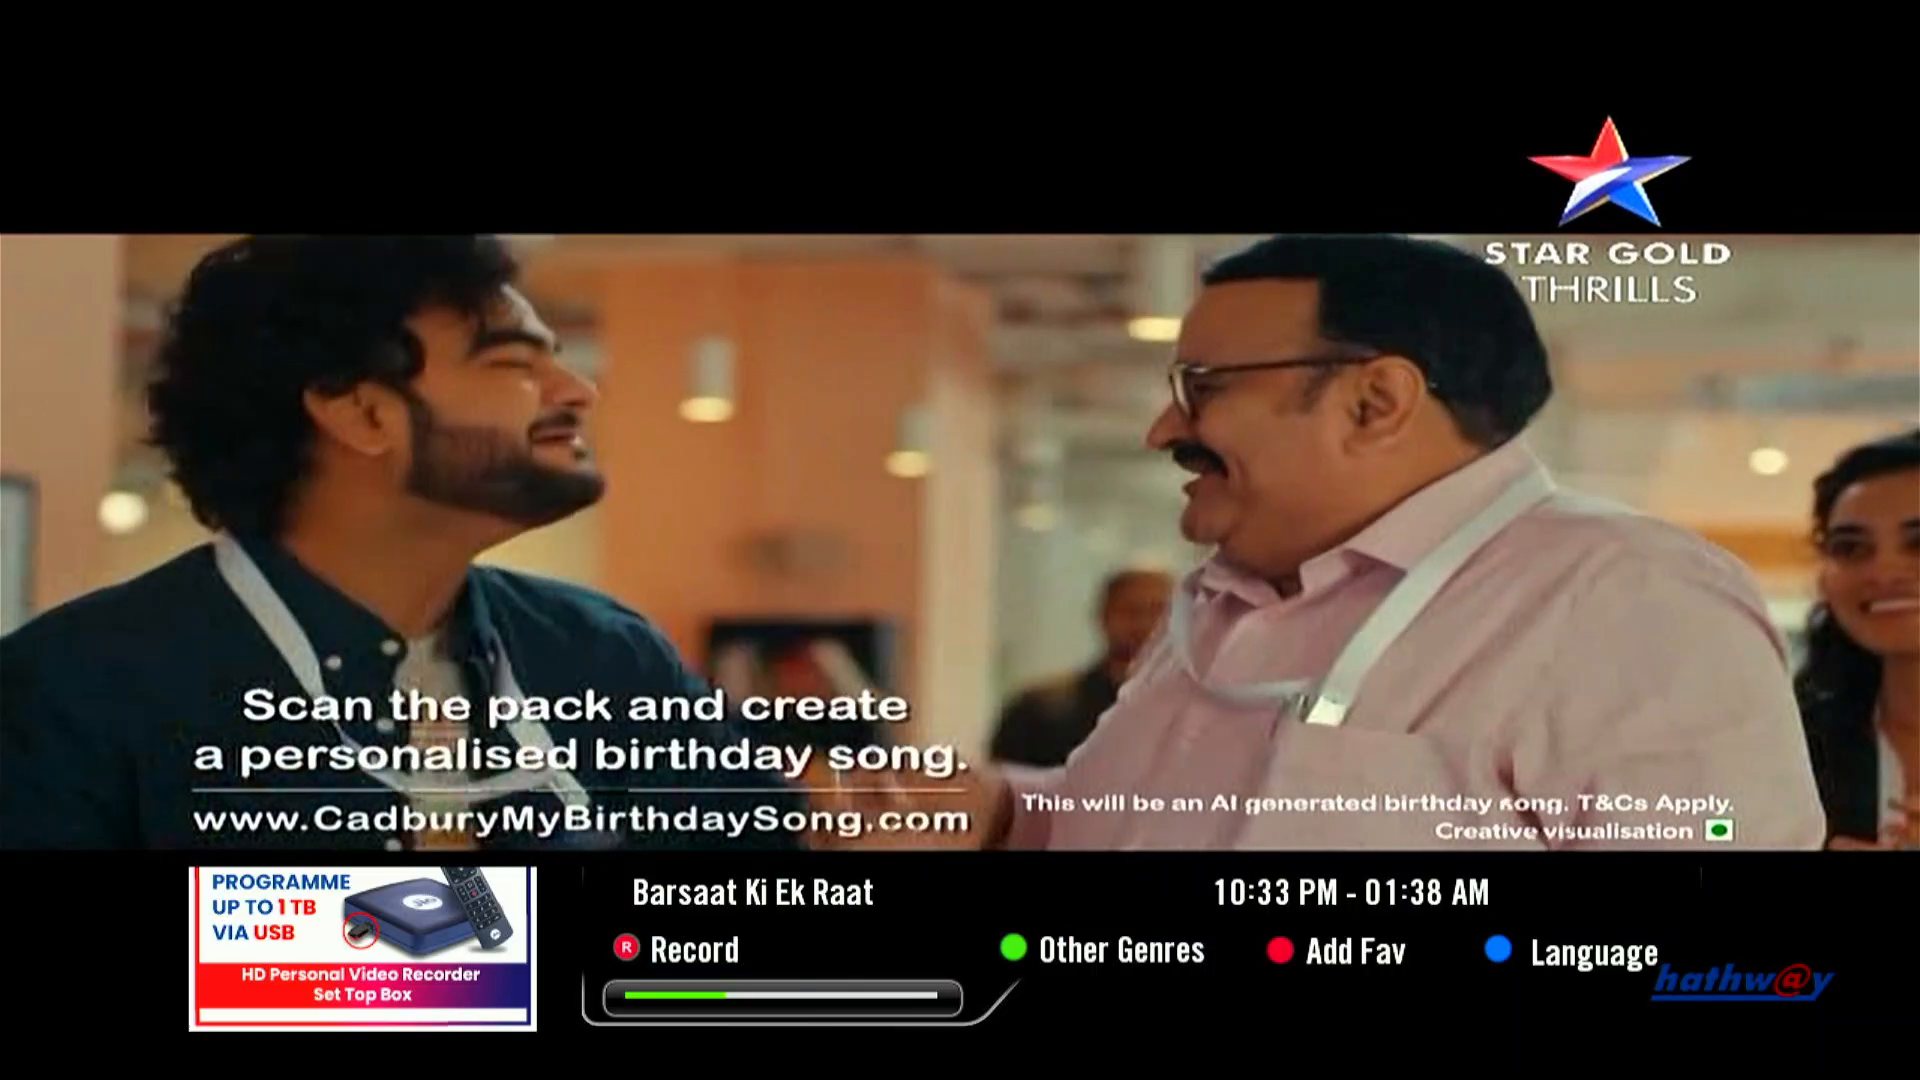 STAR GOLD
THRILLS
Scan the pack and create
a personalised birthday song.
www.CadburyMyBirthdaySong.com
This will be an AI generated birthday song. T&Cs Apply.
Creative visualisation
PROGRAMME
UP TO 1 TB
VIA USB
Jio
HD Personal Video Recorder
Set Top Box
Barsaat Ki Ek Raat
10:33 PM - 01:38 AM
R Record
Other Genres
Add Fav
Language
hathw@y